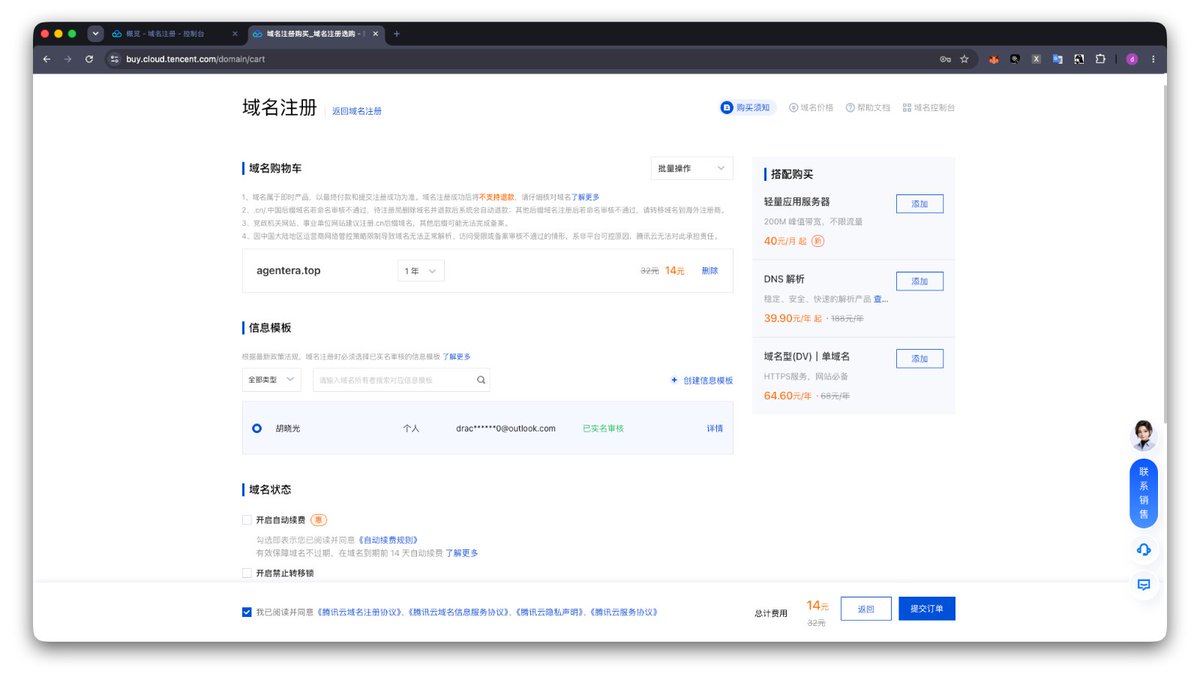 概览 - 域名注册 - 控制台
域名注册购买_域名注册选购 -
buy.cloud.tencent.com/domain/cart
域名注册
返回域名注册
购买须知
域名价格
帮助文档
域名控制台
域名购物车
批量操作
1、域名属于即时产品，以最终付款和提交注册成功为准。域名注册成功后将不支持退款，请仔细核对域名了解更多
2、.cn/.中国后缀域名若命名审核不通过，待注册局删除域名并退款后系统会自动退款；其他后缀域名注册后若命名审核不通过，请转移域名到海外注册商。
3、党政机关网站、事业单位网站建议注册.cn后缀域名，其他后缀可能无法完成备案。
4、因中国大陆地区运营商网络管控策略限制导致域名无法正常解析、访问受限或备案审核不通过的情形，系非平台可控原因，腾讯云无法对此承担责任。
agentera.top
1 年
32元
14元
删除
信息模板
根据最新政策法规，域名注册时必须选择已实名审核的信息模板 了解更多
全部类型
请输入域名所有者搜索对应信息模板
+ 创建信息模板
胡晓光
个人
drac******0@outlook.com
已实名审核
详情
域名状态
开启自动续费 惠
勾选即表示您已阅读并同意《自动续费规则》
有效保障域名不过期，在域名到期前 14 天自动续费 了解更多
开启禁止转移锁
搭配购买
轻量应用服务器
添加
200M 峰值带宽，不限流量
40元/月 起 新
DNS 解析
添加
稳定、安全、快速的解析产品 查...
39.90元/年 起 · 188元/年
域名型(DV) | 单域名
添加
HTTPS服务，网站必备
64.60元/年 · 68元/年
联系销售
我已阅读并同意《腾讯云域名注册协议》、《腾讯云域名信息服务协议》、《腾讯云隐私声明》、《腾讯云服务协议》
总计费用
14元
32元
返回
提交订单